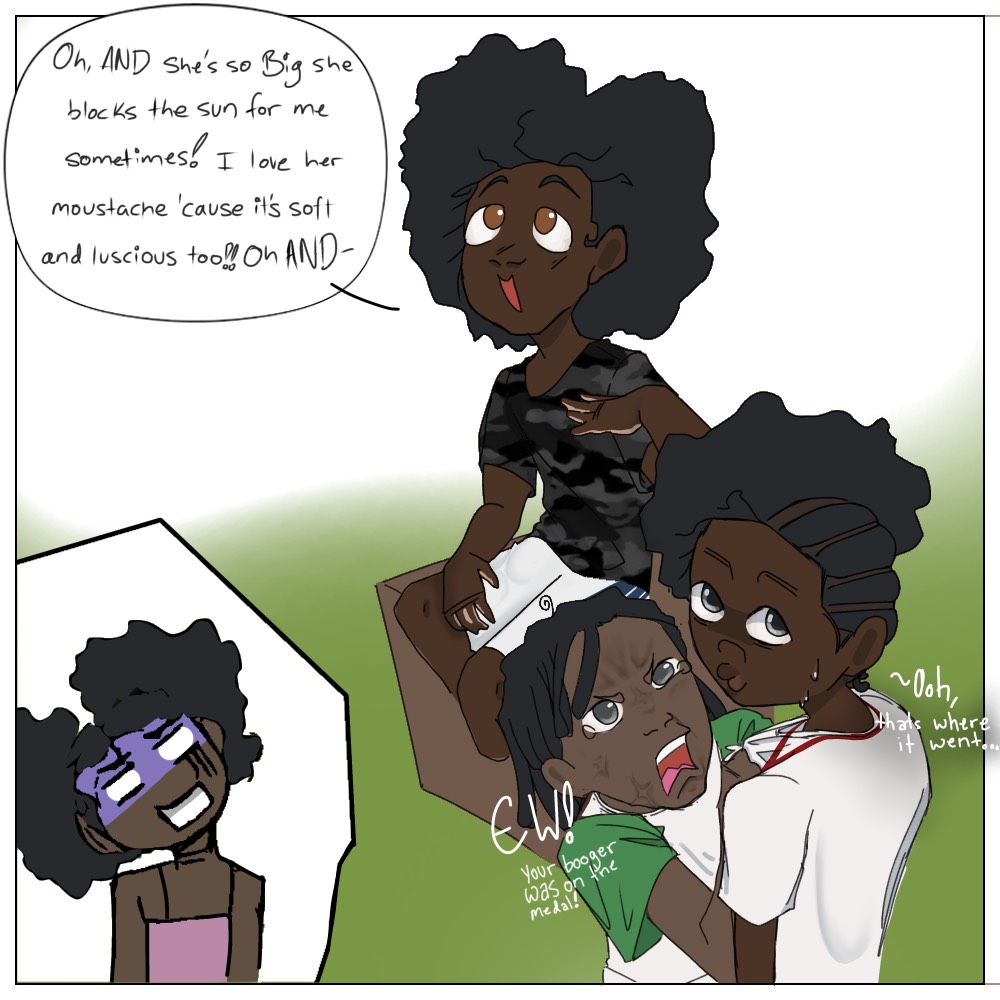 Oh, AND She's so Big she
blocks the sun for me
sometimes! I love her
moustache 'cause it's soft
and luscious too!! Oh AND-
~Ooh,
thats where
it went...
EW!
Your booger
was on the
medal!